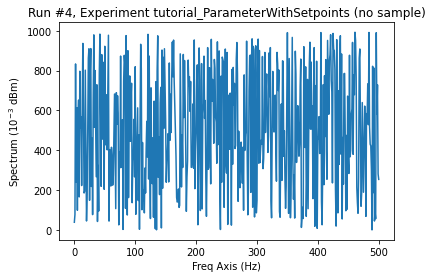 Run #4, Experiment tutorial_ParameterWithSetpoints (no sample)
Spectrum (10⁻³ dBm)
1000
800
600
400
200
0
0 100 200 300 400 500
Freq Axis (Hz)